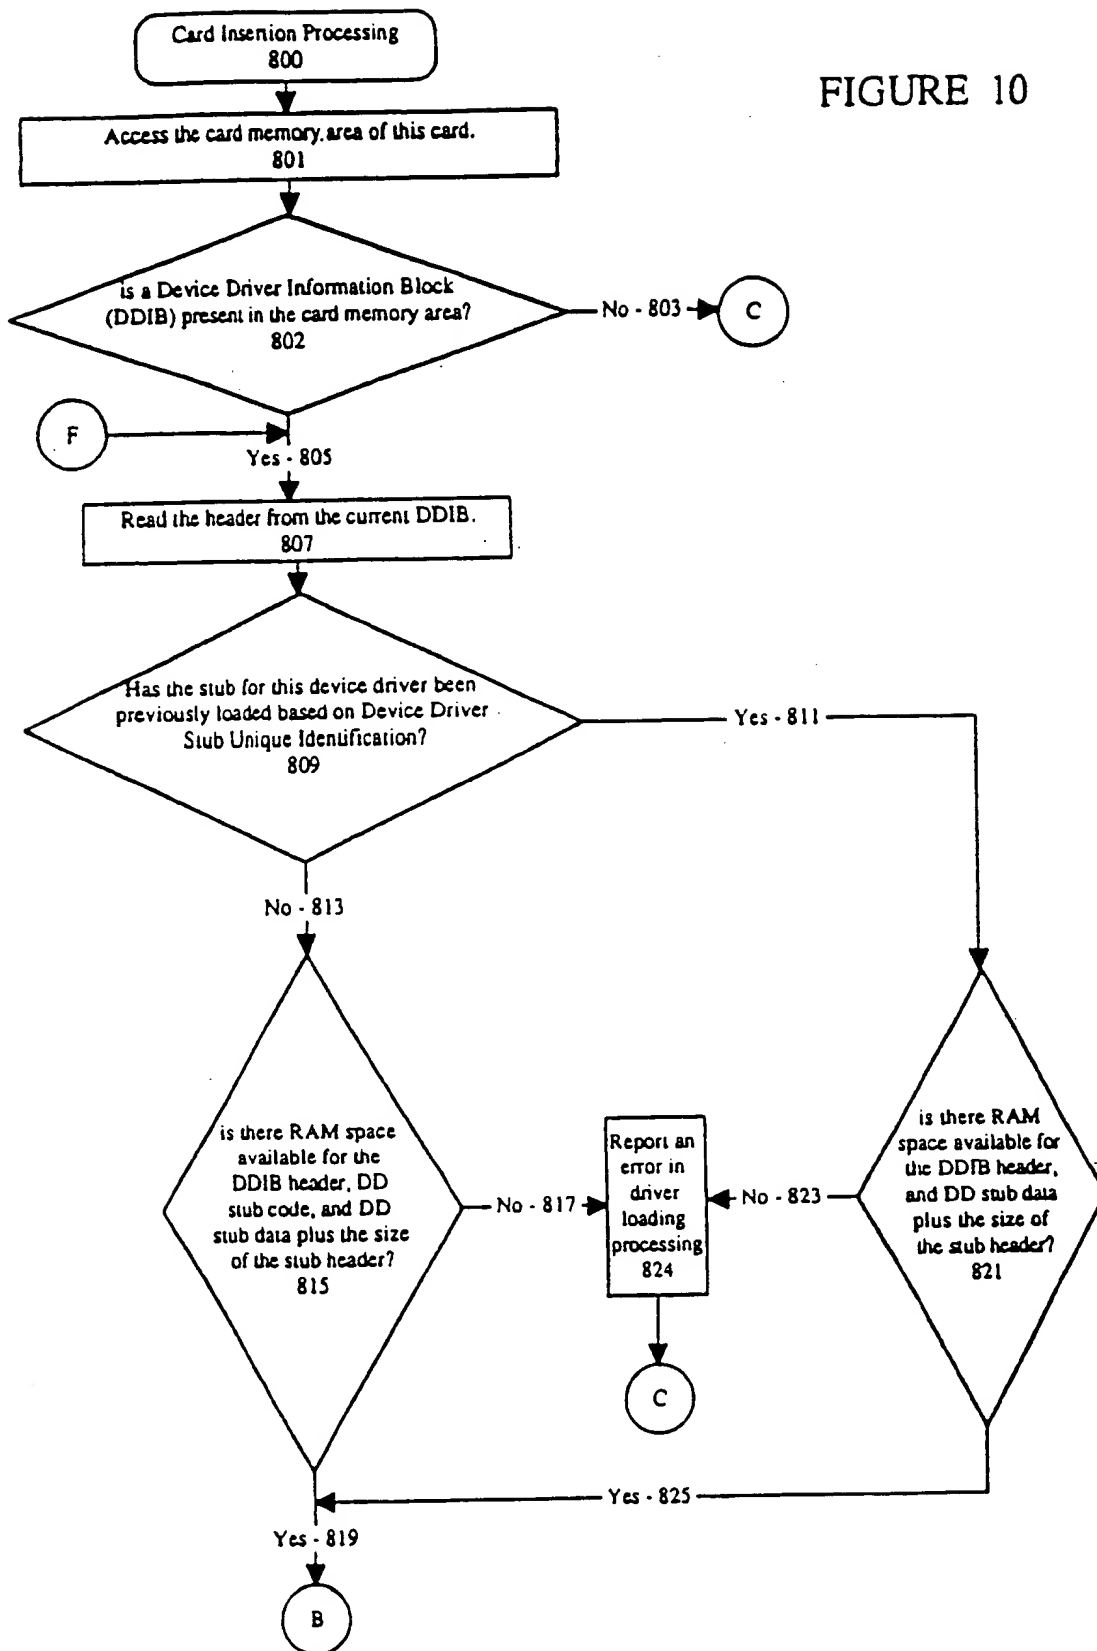 Card Insertion Processing
800
FIGURE 10
Access the card memory area of this card.
801
is a Device Driver Information Block
(DDIB) present in the card memory area?
802
No - 803
C
F
Yes - 805
Read the header from the current DDIB.
807
Has the stub for this device driver been
previously loaded based on Device Driver
Stub Unique Identification?
809
Yes - 811
No - 813
is there RAM space
available for the
DDIB header, DD
stub code, and DD
stub data plus the size
of the stub header?
815
No - 817
Report an
error in
driver
loading
processing
824
No - 823
is there RAM
space available for
the DDIB header,
and DD stub data
plus the size of
the stub header?
821
C
Yes - 825
Yes - 819
B